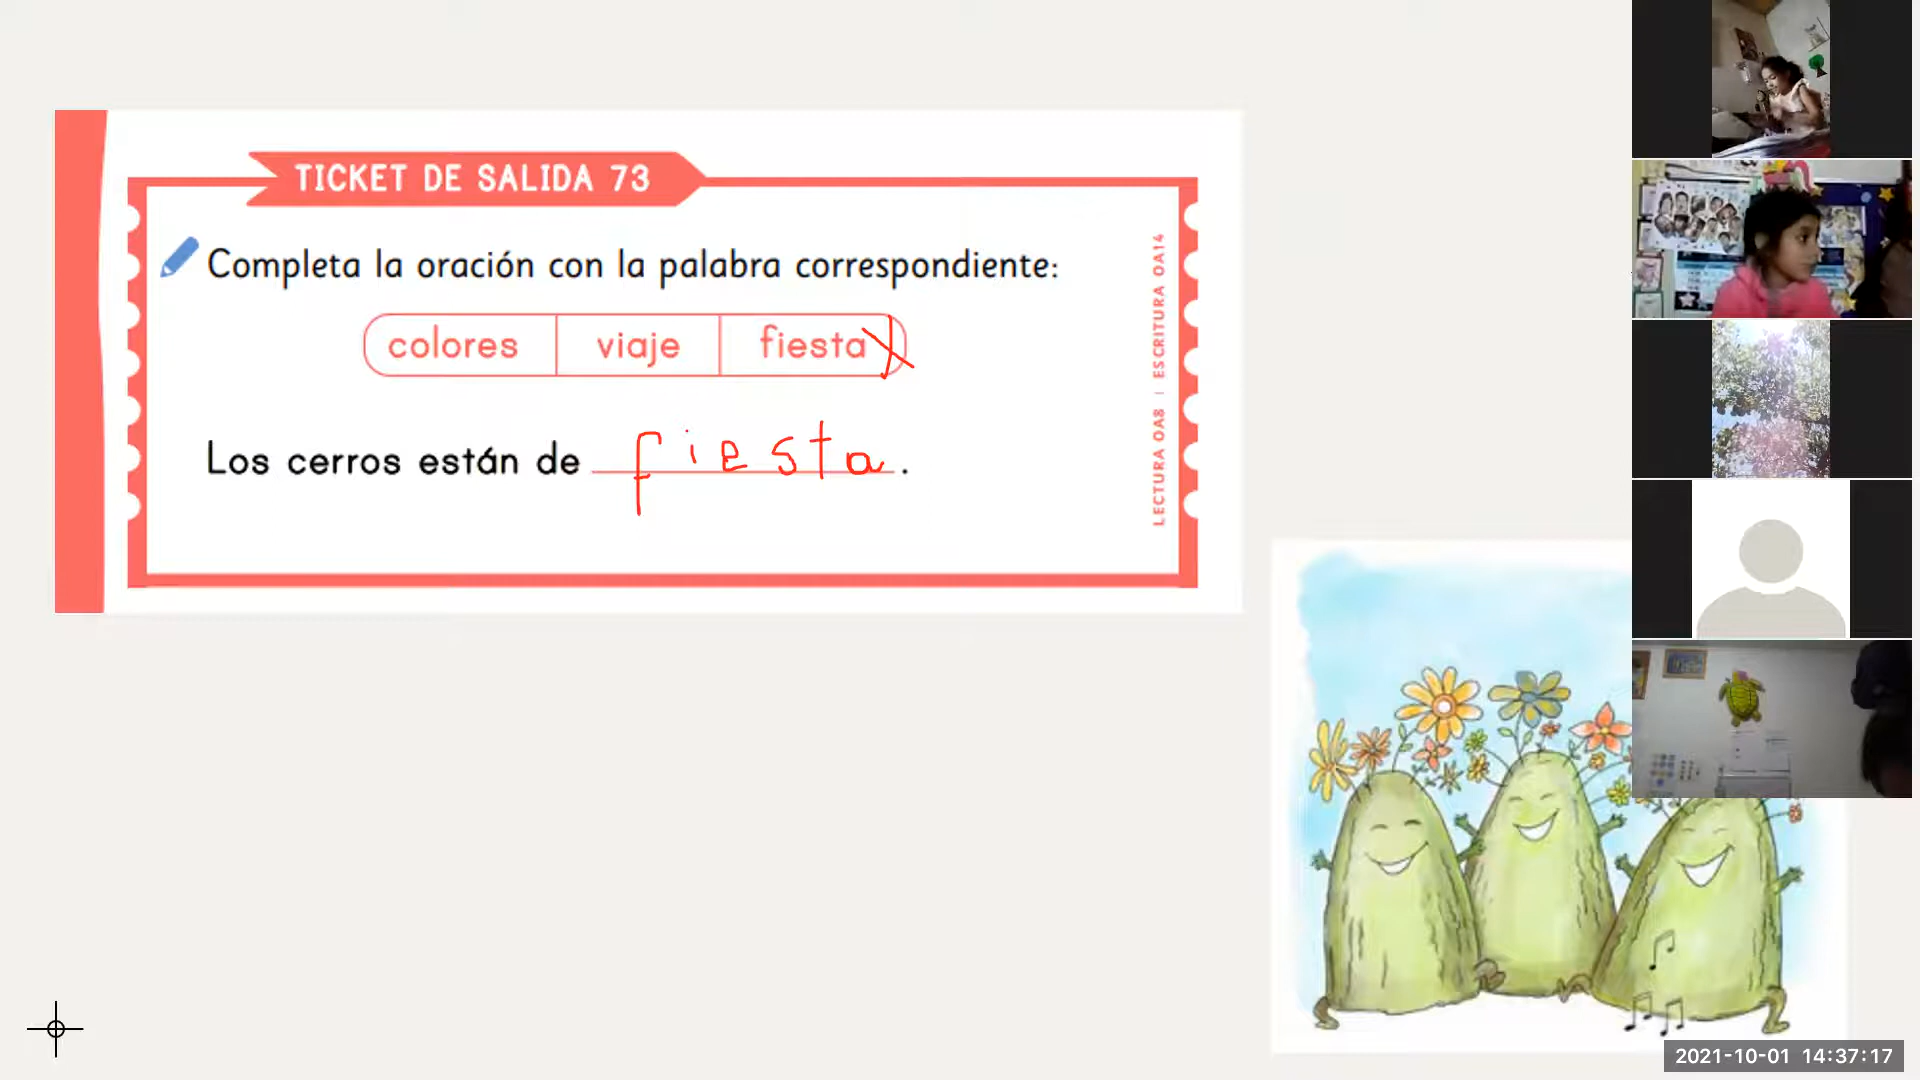 TICKET DE SALIDA 73
Completa la oración con la palabra correspondiente:
colores viaje fiesta
Los cerros están de fiesta.
LECTURA OA8 | ESCRITURA OA14
2021-10-01 14:37:17